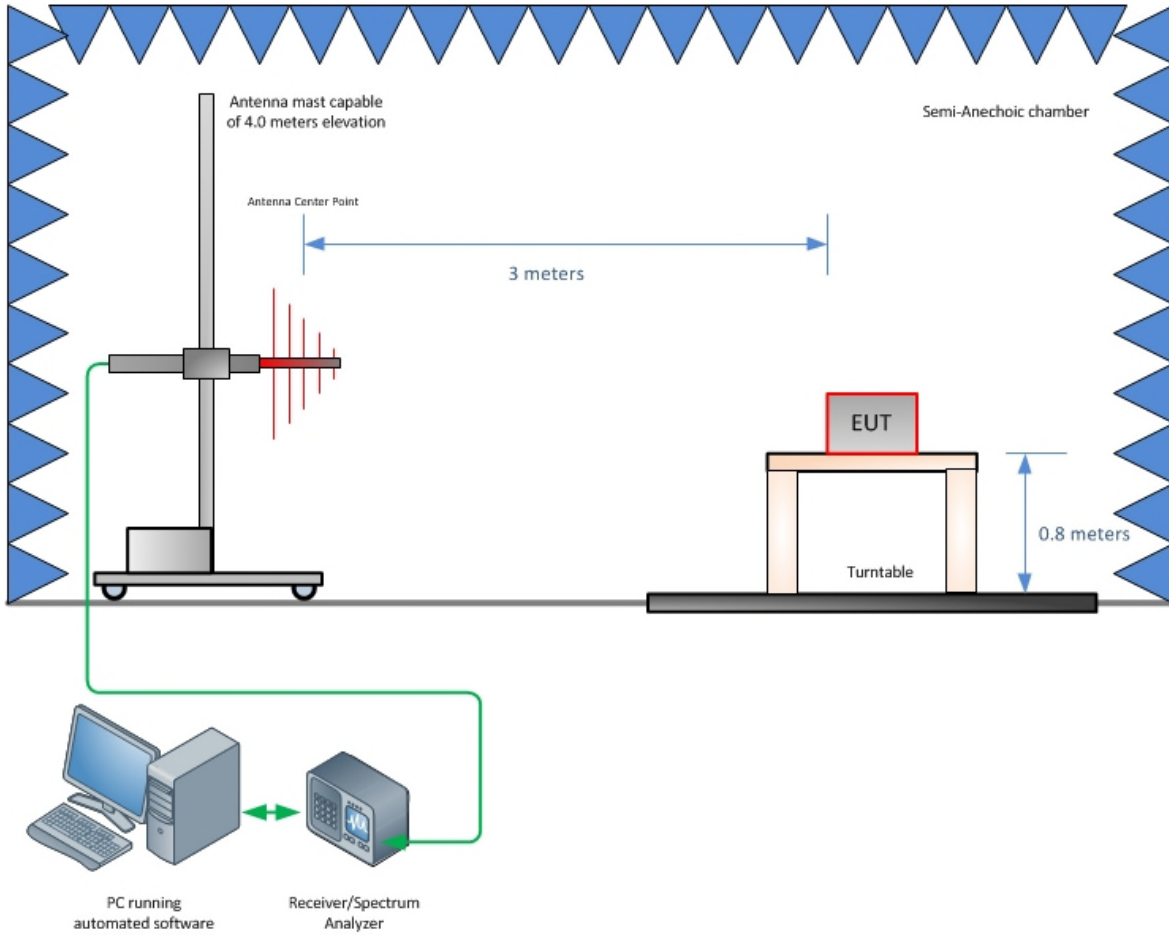 Antenna mast capable
of 4.0 meters elevation
Semi-Anechoic chamber
Antenna Center Point
3 meters
EUT
0.8 meters
Turntable
PC running
automated software
Receiver/Spectrum
Analyzer